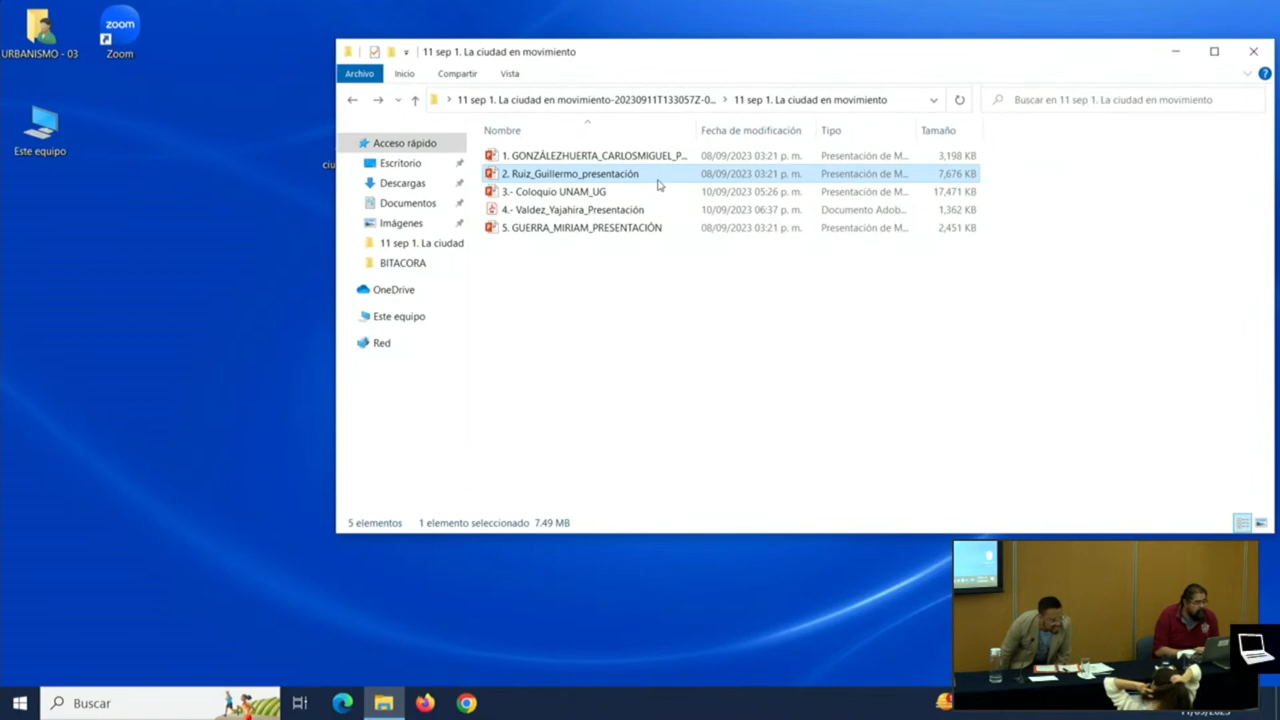 URBANISMO - 03
zoom
Zoom
Este equipo
ciu
11 sep 1. La ciudad en movimiento
Archivo
Inicio
Compartir
Vista
11 sep 1. La ciudad en movimiento-20230911T133057Z-0...
11 sep 1. La ciudad en movimiento
Buscar en 11 sep 1. La ciudad en movimiento
Nombre
Fecha de modificación
Tipo
Tamaño
1. GONZÁLEZHUERTA_CARLOSMIGUEL_P... 08/09/2023 03:21 p. m. Presentación de M... 3,198 KB
2. Ruiz_Guillermo_presentación 08/09/2023 03:21 p. m. Presentación de M... 7,676 KB
3.- Coloquio UNAM_UG 10/09/2023 05:26 p. m. Presentación de M... 17,471 KB
4.- Valdez_Yajahira_Presentación 10/09/2023 06:37 p. m. Documento Adob... 1,362 KB
5. GUERRA_MIRIAM_PRESENTACIÓN 08/09/2023 03:21 p. m. Presentación de M... 2,451 KB
Acceso rápido
Escritorio
Descargas
Documentos
Imágenes
11 sep 1. La ciudad
BITACORA
OneDrive
Este equipo
Red
5 elementos
1 elemento seleccionado 7.49 MB
Buscar